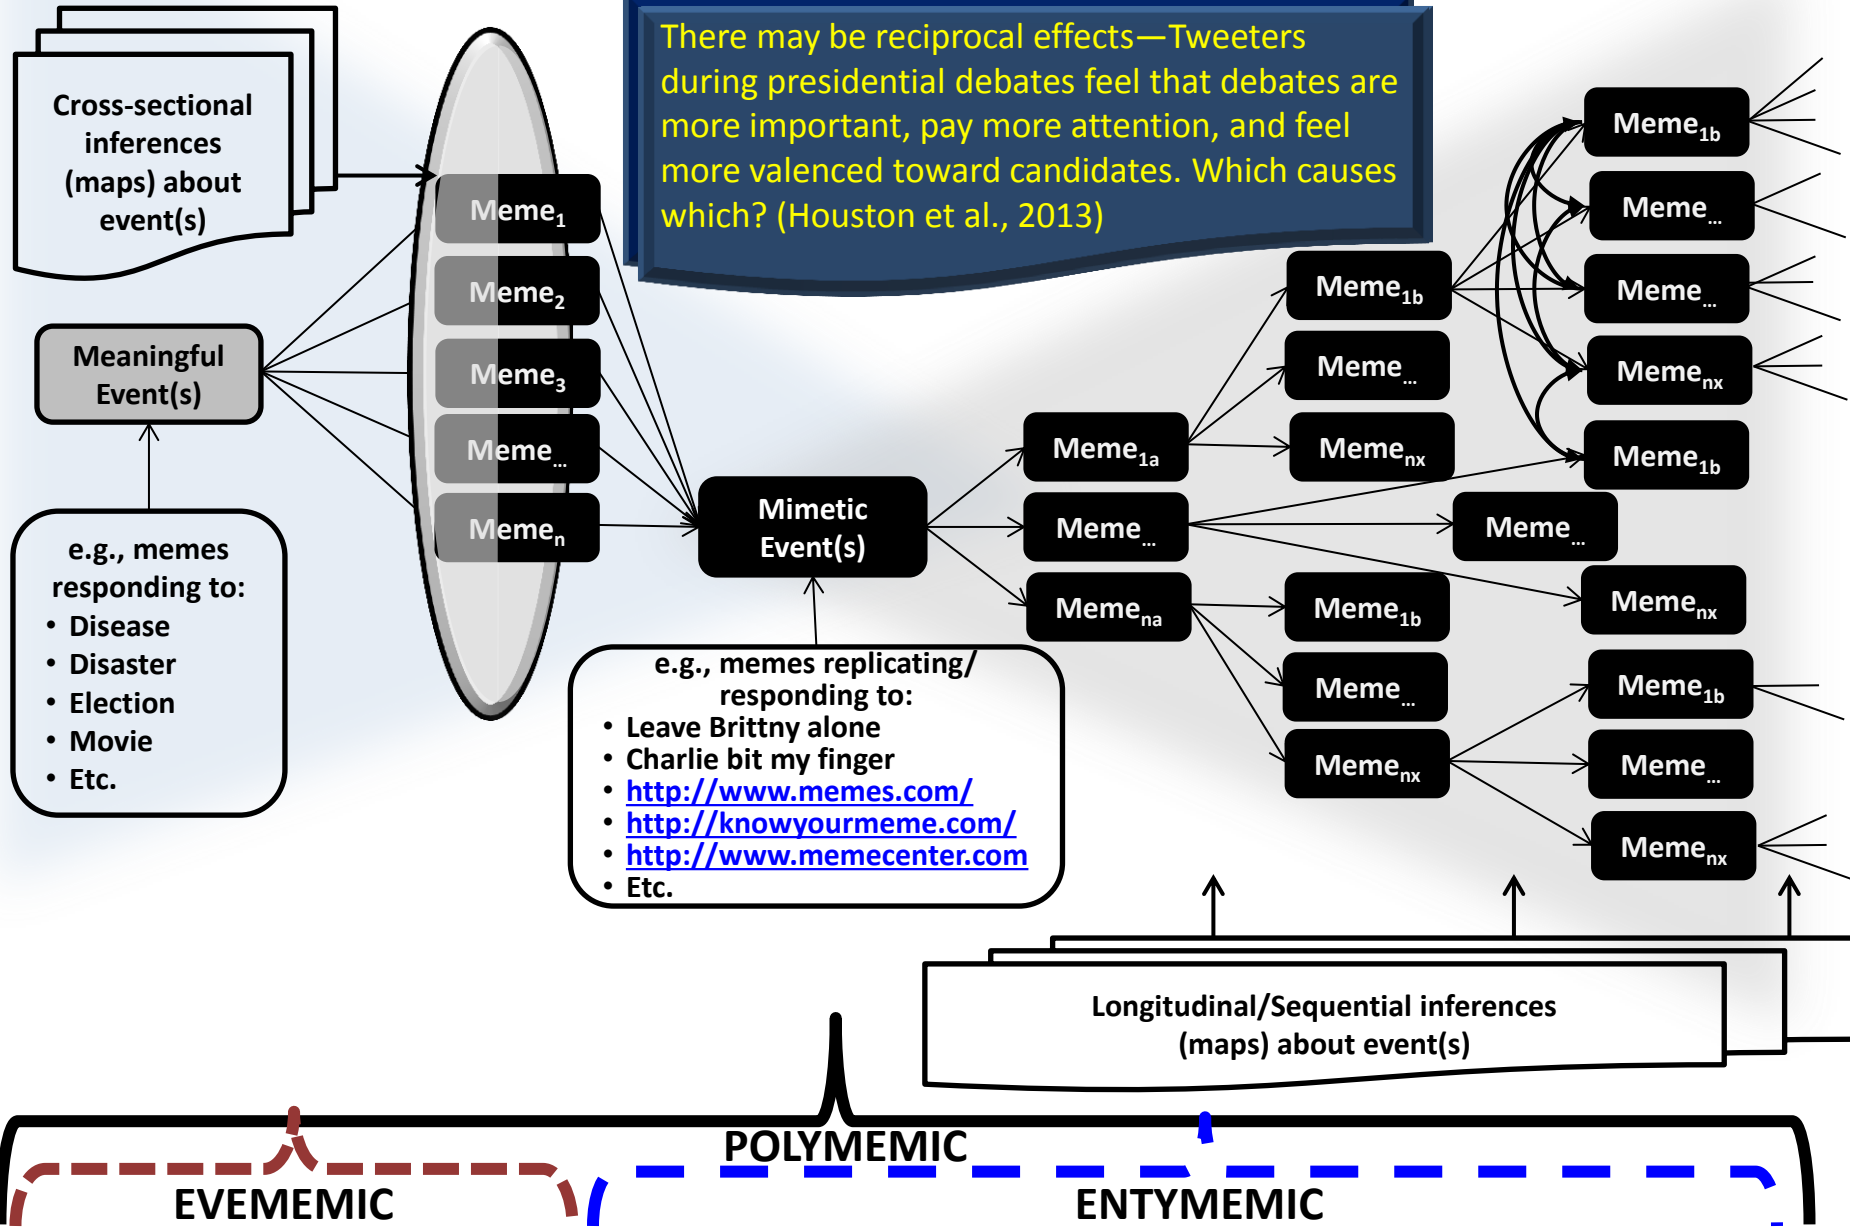 Cross-sectional
inferences
(maps) about
event(s)
There may be reciprocal effects—Tweeters
during presidential debates feel that debates are
more important, pay more attention, and feel
more valenced toward candidates. Which causes
which? (Houston et al., 2013)
Meaningful
Event(s)
e.g., memes
responding to:
• Disease
• Disaster
• Election
• Movie
• Etc.
Meme1
Meme2
Meme3
Meme...
Memen
Mimetic
Event(s)
e.g., memes replicating/
responding to:
• Leave Brittny alone
• Charlie bit my finger
• http://www.memes.com/
• http://knowyourmeme.com/
• http://www.memecenter.com
• Etc.
Meme1a
Meme...
Memena
Meme1b
Meme...
Memenx
Meme1b
Meme...
Memenx
Meme1b
Meme...
Meme...
Memenx
Meme1b
Meme...
Memenx
Meme1b
Meme...
Memenx
Longitudinal/Sequential inferences
(maps) about event(s)
POLYMEMIC
EVEMEMIC
ENTYMEMIC